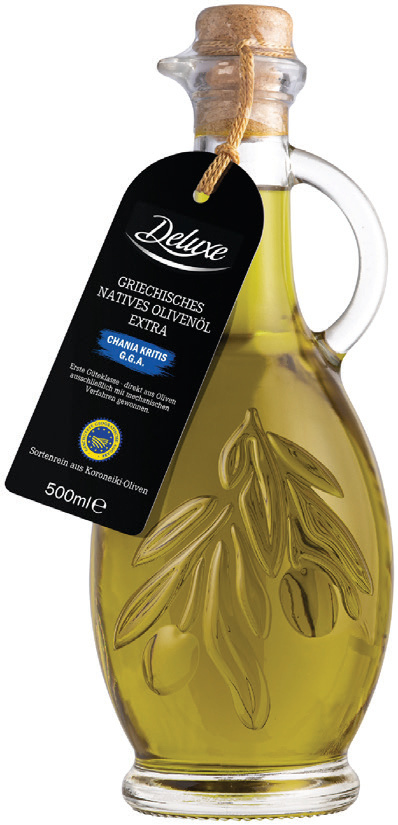 Deluxe
GRIECHISCHES
NATIVES OLIVENÖL
EXTRA
CHANIA KRITIS
G.G.A.
Erste Güteklasse - direkt aus Oliven
ausschließlich mit mechanischen
Verfahren gewonnen.
Sortenrein aus Koroneiki-Oliven
500ml℮